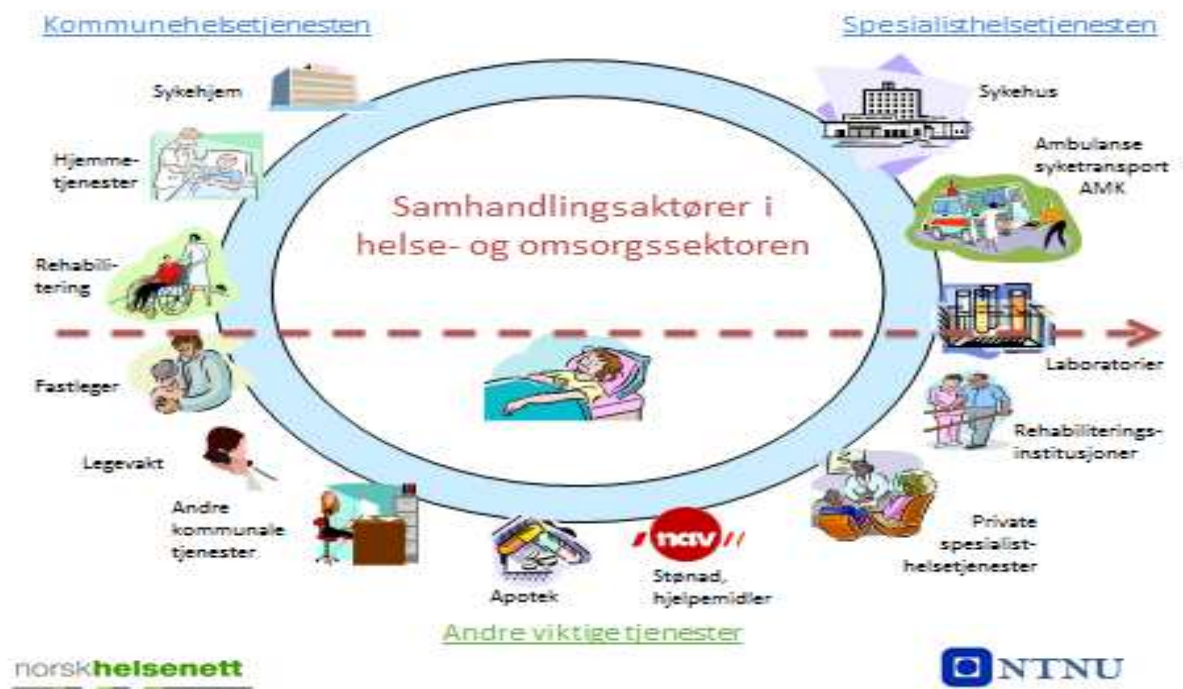 Kommunehelsetjenesten
Spesialisthelsetjenesten
Sykehjem
Sykehus
Hjemme-
tjenester
Ambulanse
syketransport
AMK
Samhandlingsaktører i
helse- og omsorgssektoren
Rehabili-
tering
Fastleger
Laboratorier
Legevakt
Rehabiliterings-
institusjoner
Andre
kommunale
tjenester
Private
spesialist-
helsetjenester
nav
Apotek
Stønad,
hjelpemidler
Andre viktige tjenester
norskhelsenett
NTNU